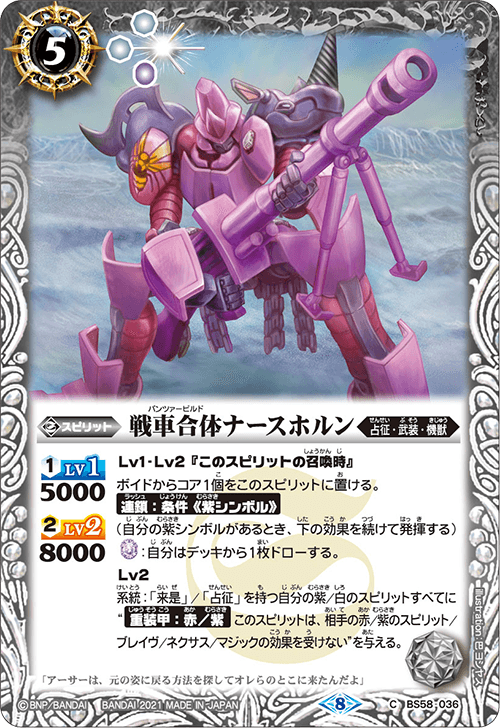 5
パンツァービルド
スピリット 戦車合体ナースホルン せんせい ぶそう きじゅう 占征・武装・機獣
1 LV1 5000
2 LV2 8000
Lv1・Lv2『このスピリットの召喚時』
ボイドからコア1個をこのスピリットに置ける。
連鎖：条件《紫シンボル》
（自分の紫シンボルがあるとき、下の効果を続けて発揮する）
：自分はデッキから1枚ドローする。
Lv2
系統：「来是」/「占征」を持つ自分の紫/白のスピリットすべてに
“重装甲：赤/紫 このスピリットは、相手の赤/紫のスピリット/
ブレイヴ/ネクサス/マジックの効果を受けない”を与える。
「アーサーは、元の姿に戻る方法を探してオレらのとこに来たんだよ」
©BNP/BANDAI BANDAI 2021 MADE IN JAPAN 8 C BS58-036